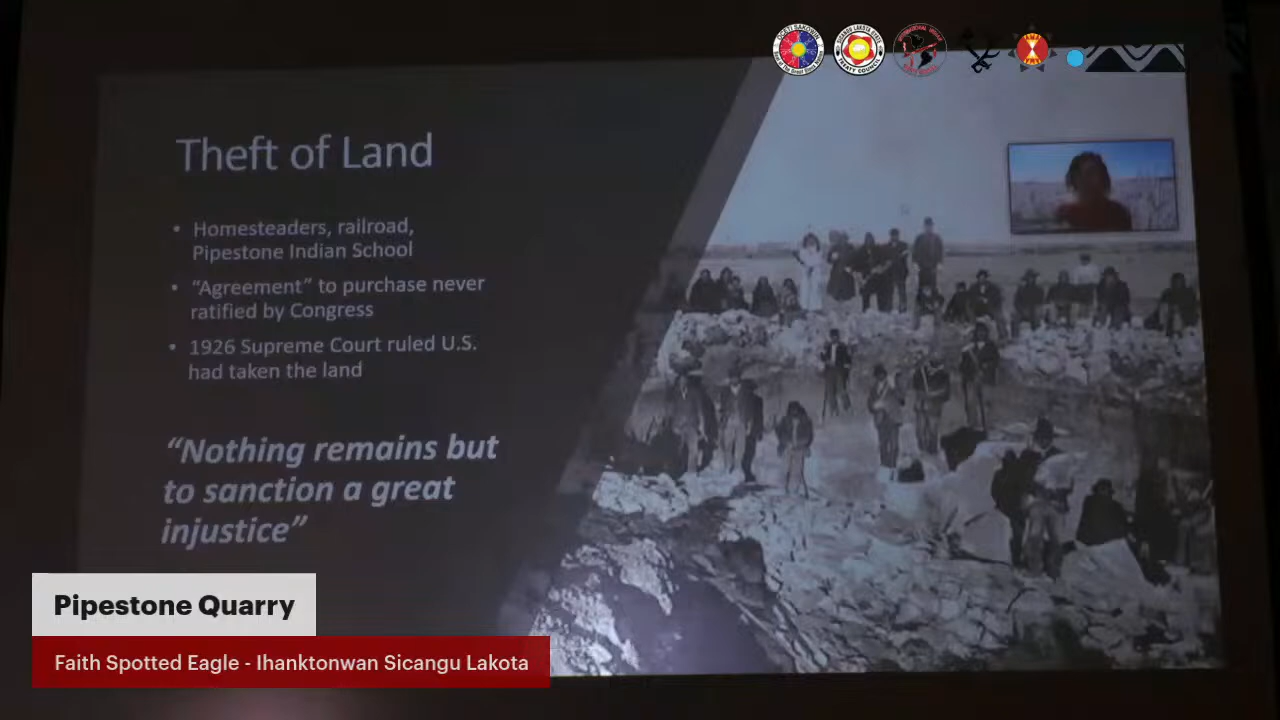 Theft of Land
• Homesteaders, railroad,
Pipestone Indian School
• “Agreement” to purchase never
ratified by Congress
• 1926 Supreme Court ruled U.S.
had taken the land
“Nothing remains but
to sanction a great
injustice”
Pipestone Quarry
Faith Spotted Eagle - Ihanktonwan Sicangu Lakota